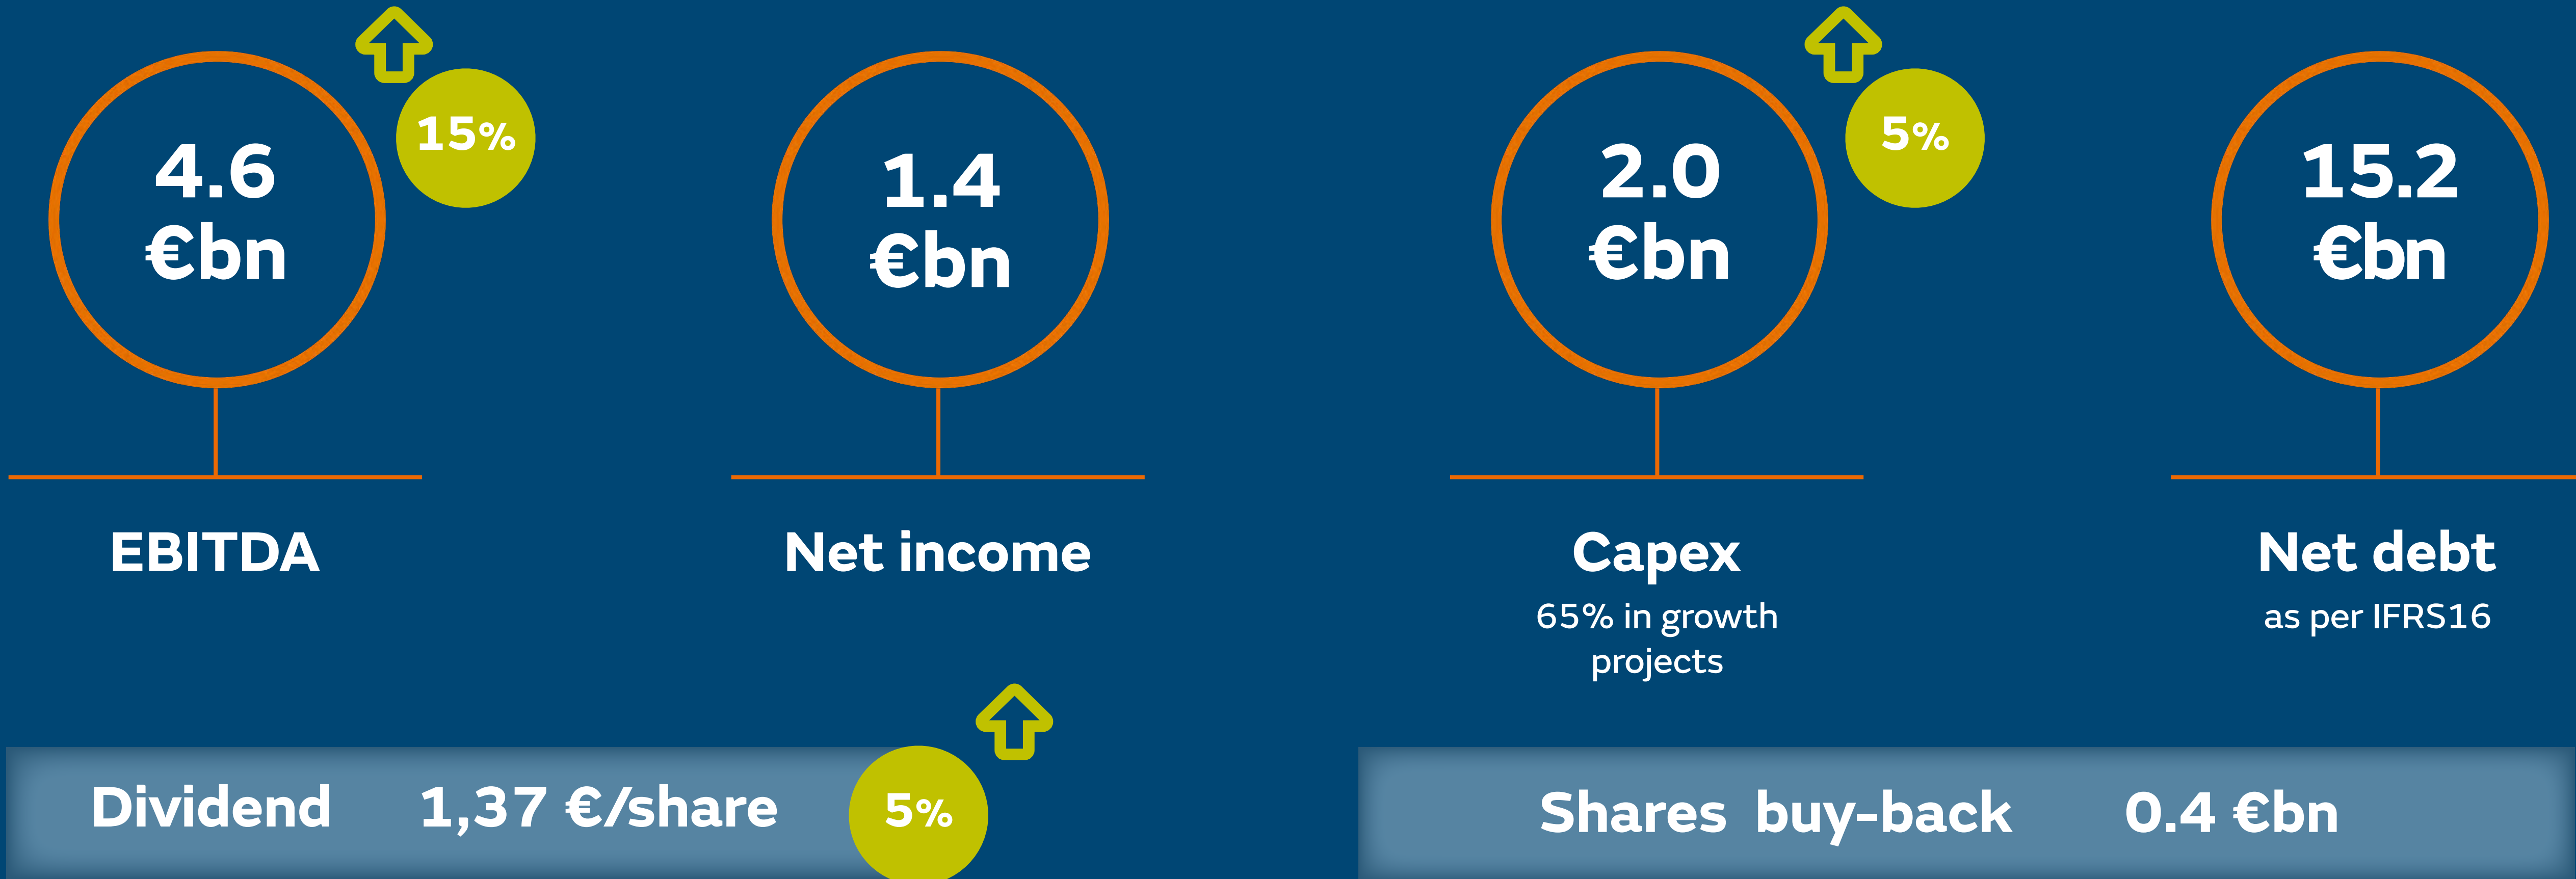 4.6
€bn
15%
EBITDA
1.4
€bn
Net income
2.0
€bn
5%
Capex
65% in growth
projects
15.2
€bn
Net debt
as per IFRS16
Dividend 1,37 €/share 5%
Shares buy-back 0.4 €bn